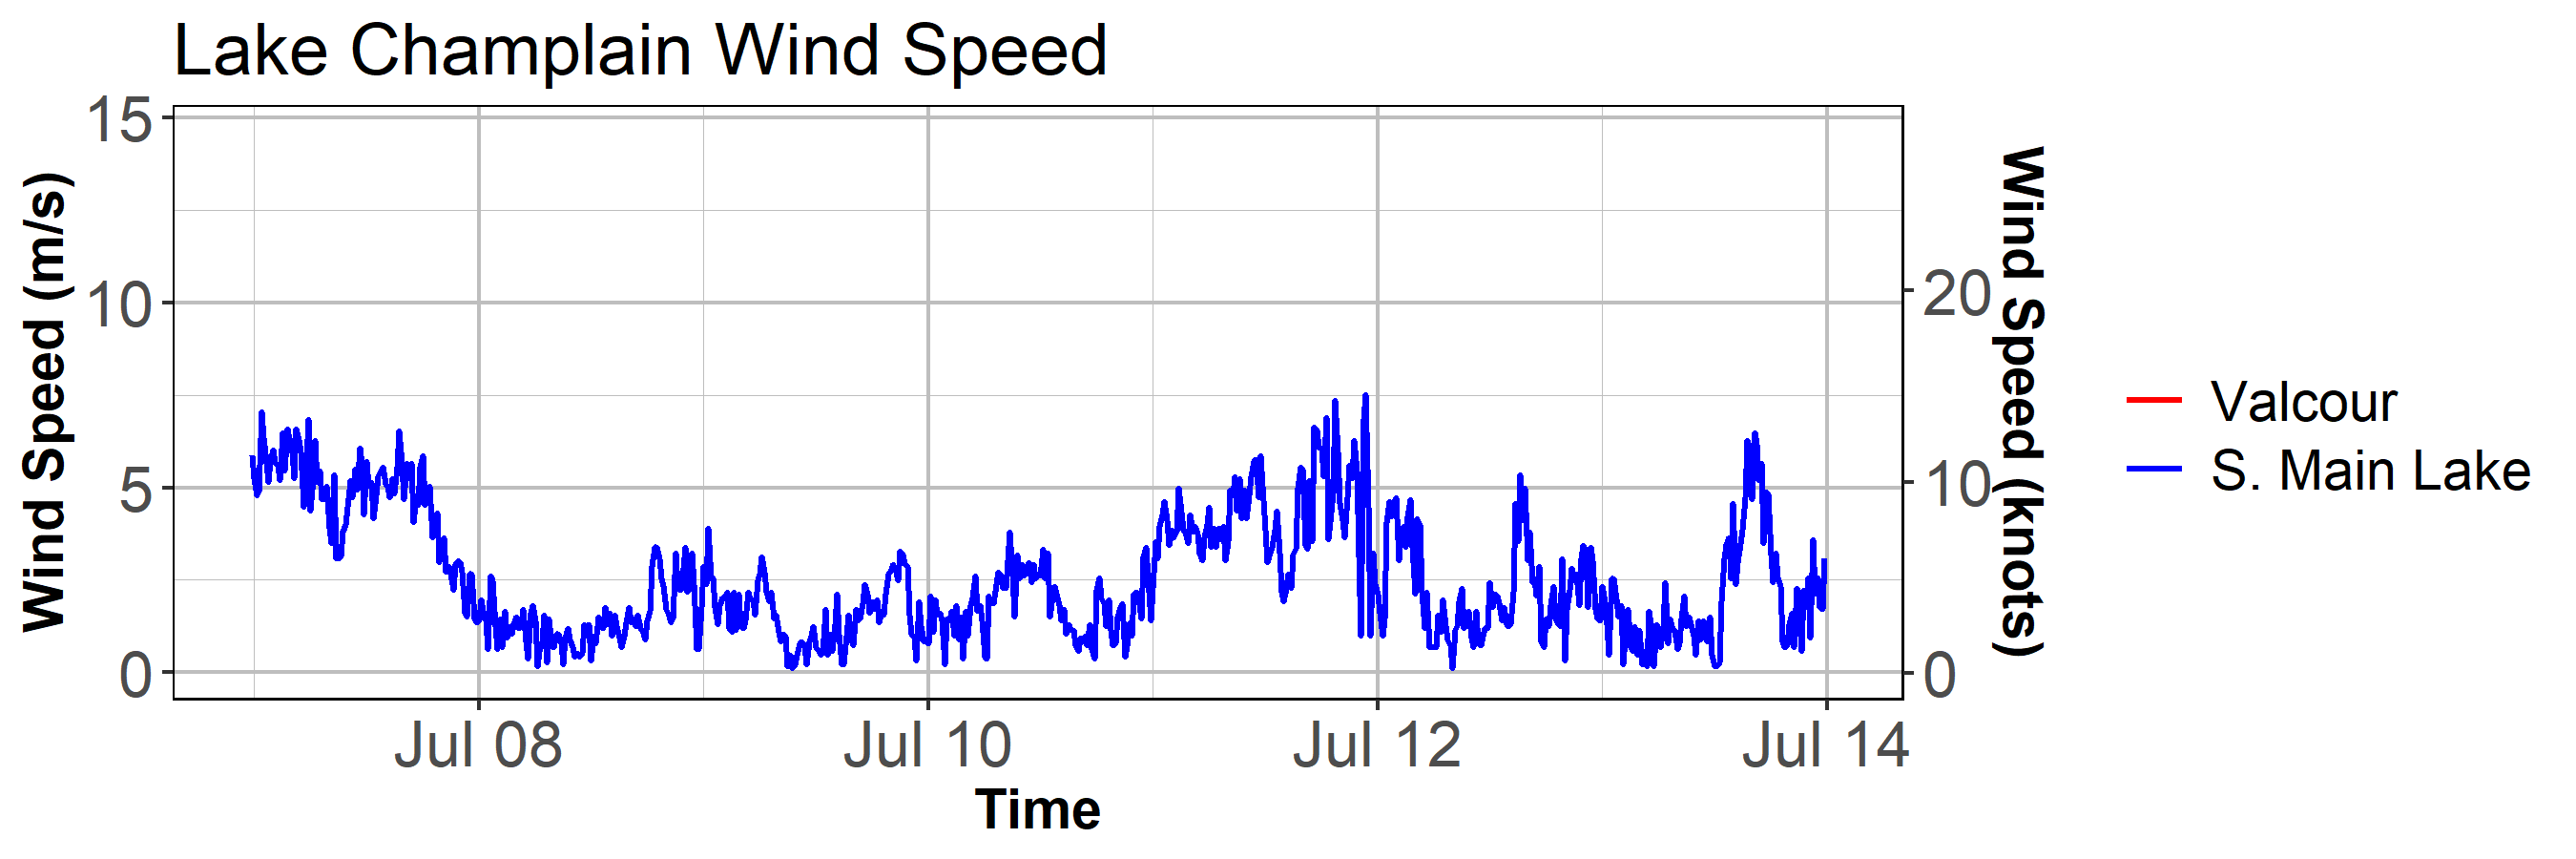 Lake Champlain Wind Speed
Wind Speed (m/s)
15
10
5
0
Jul 08
Jul 10
Jul 12
Jul 14
Time
20
10
0
Wind Speed (knots)
Valcour
S. Main Lake